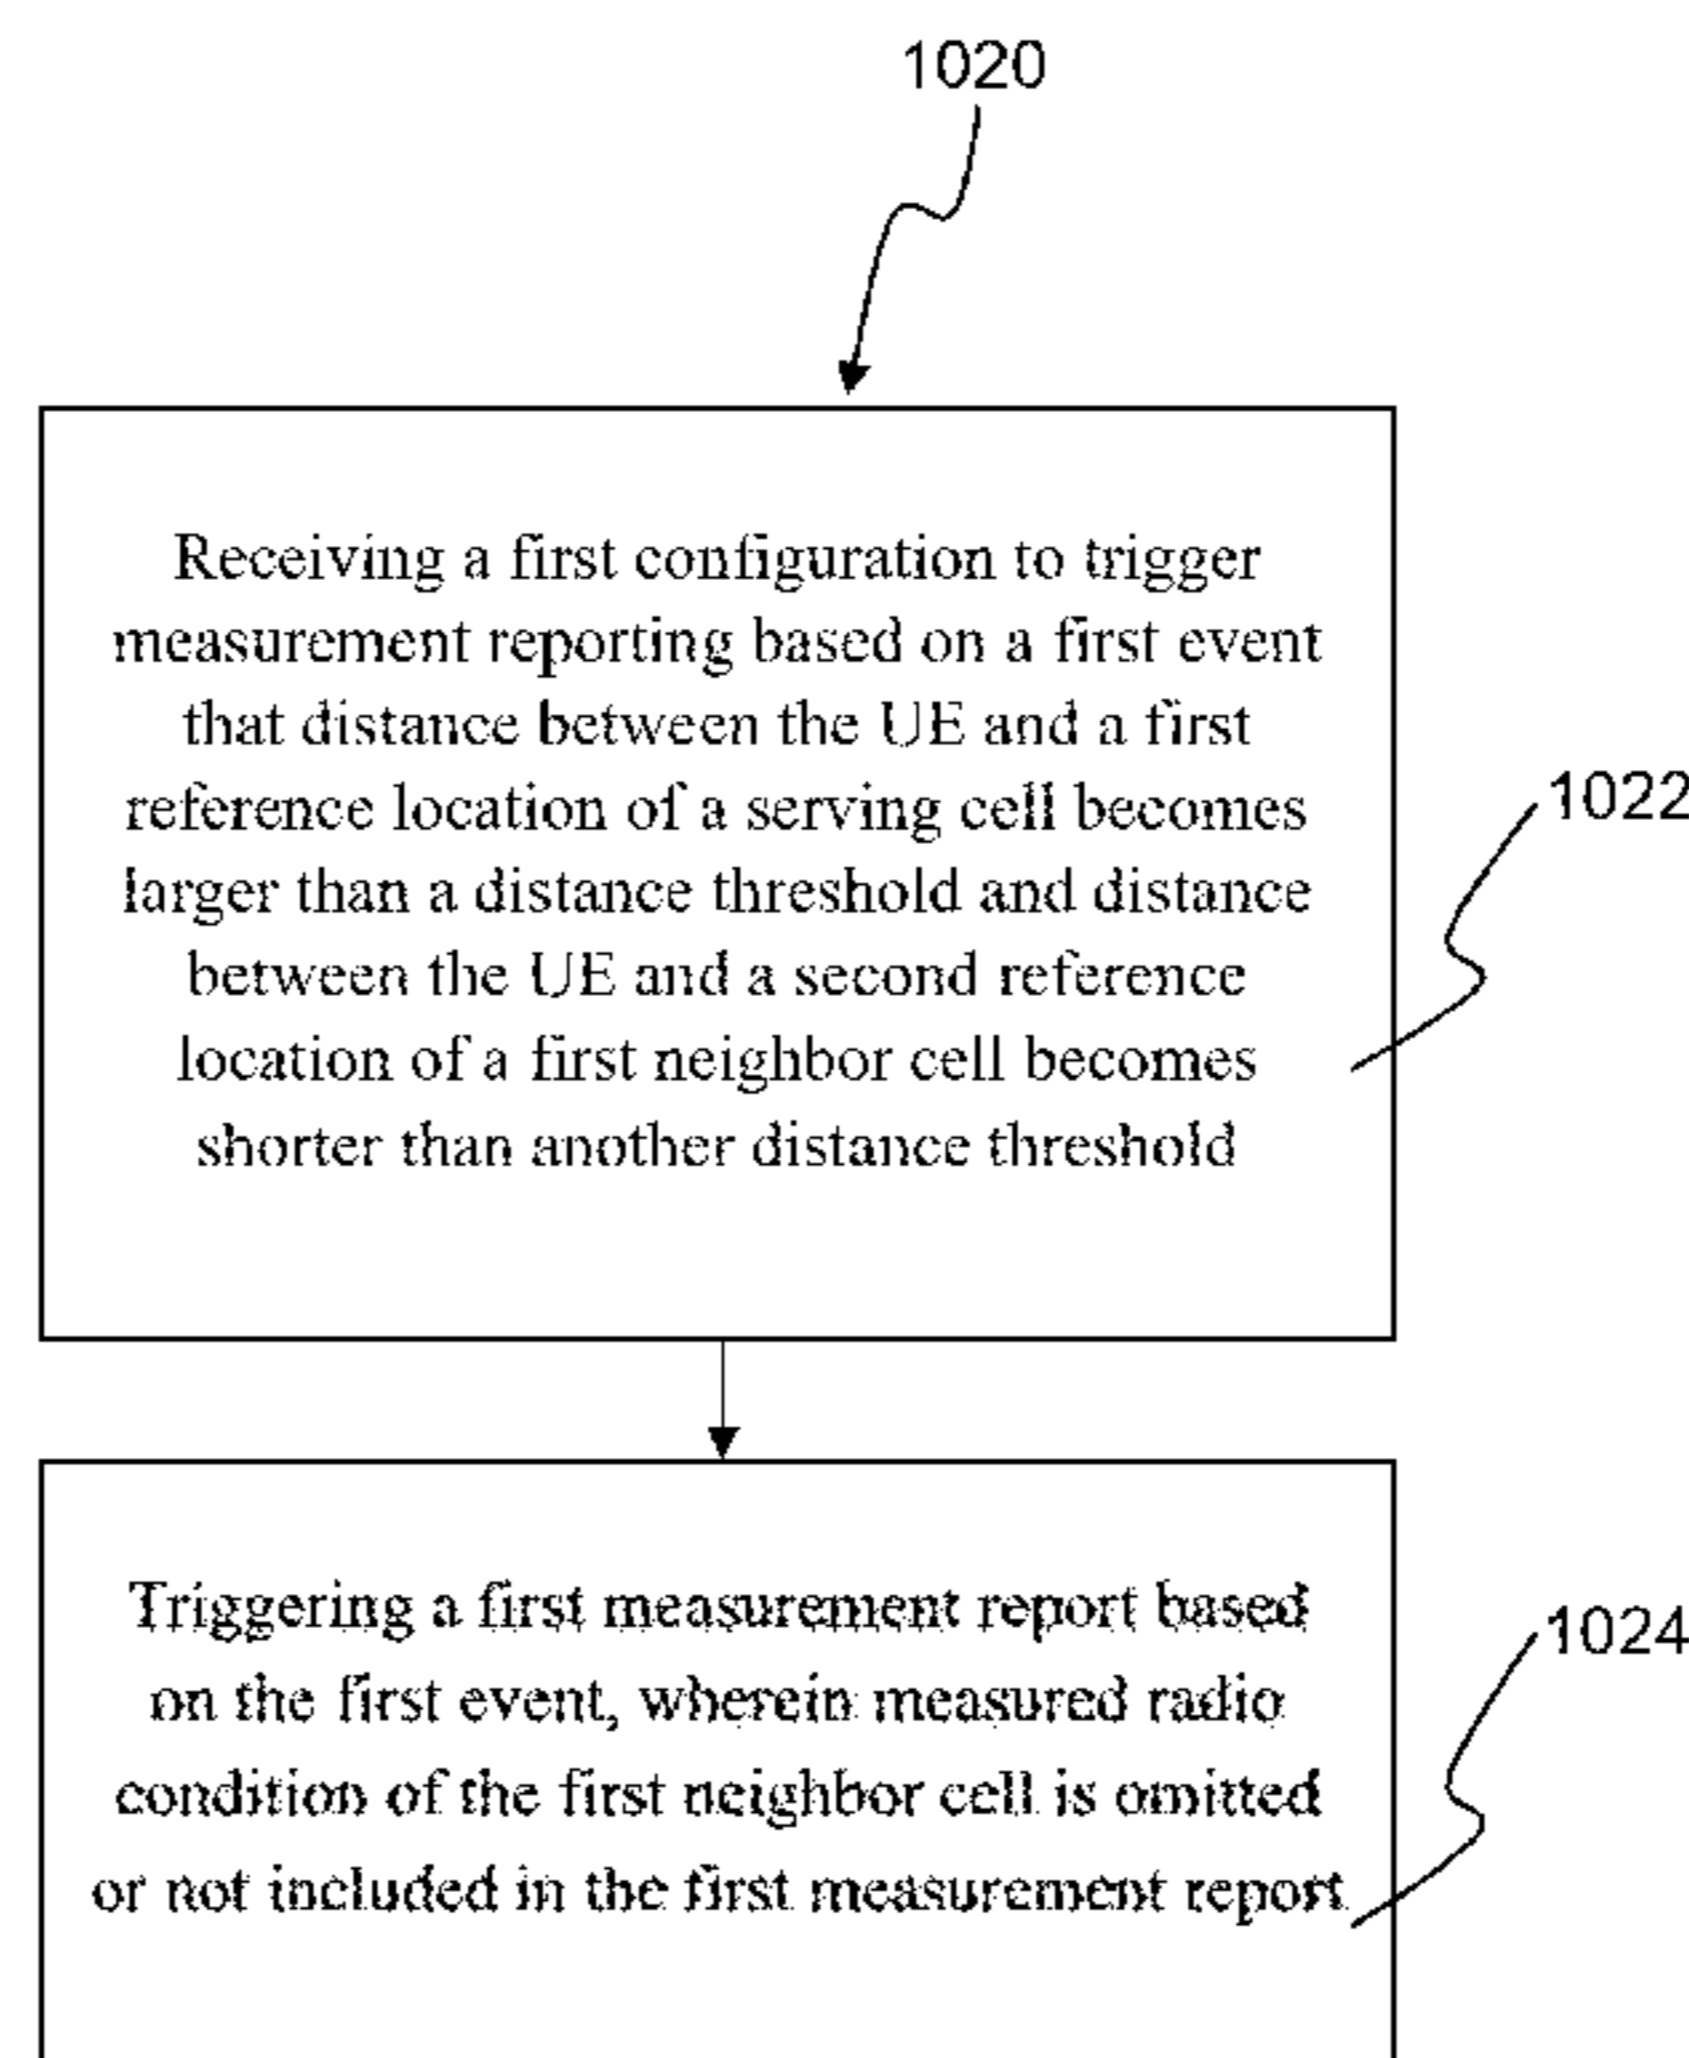 1020
Receiving a first configuration to trigger
measurement reporting based on a first event
that distance between the UE and a first
reference location of a serving cell becomes
larger than a distance threshold and distance
between the UE and a second reference
location of a first neighbor cell becomes
shorter than another distance threshold
1022
Triggering a first measurement report based
on the first event, wherein measured radio
condition of the first neighbor cell is omitted
or not included in the first measurement report
1024